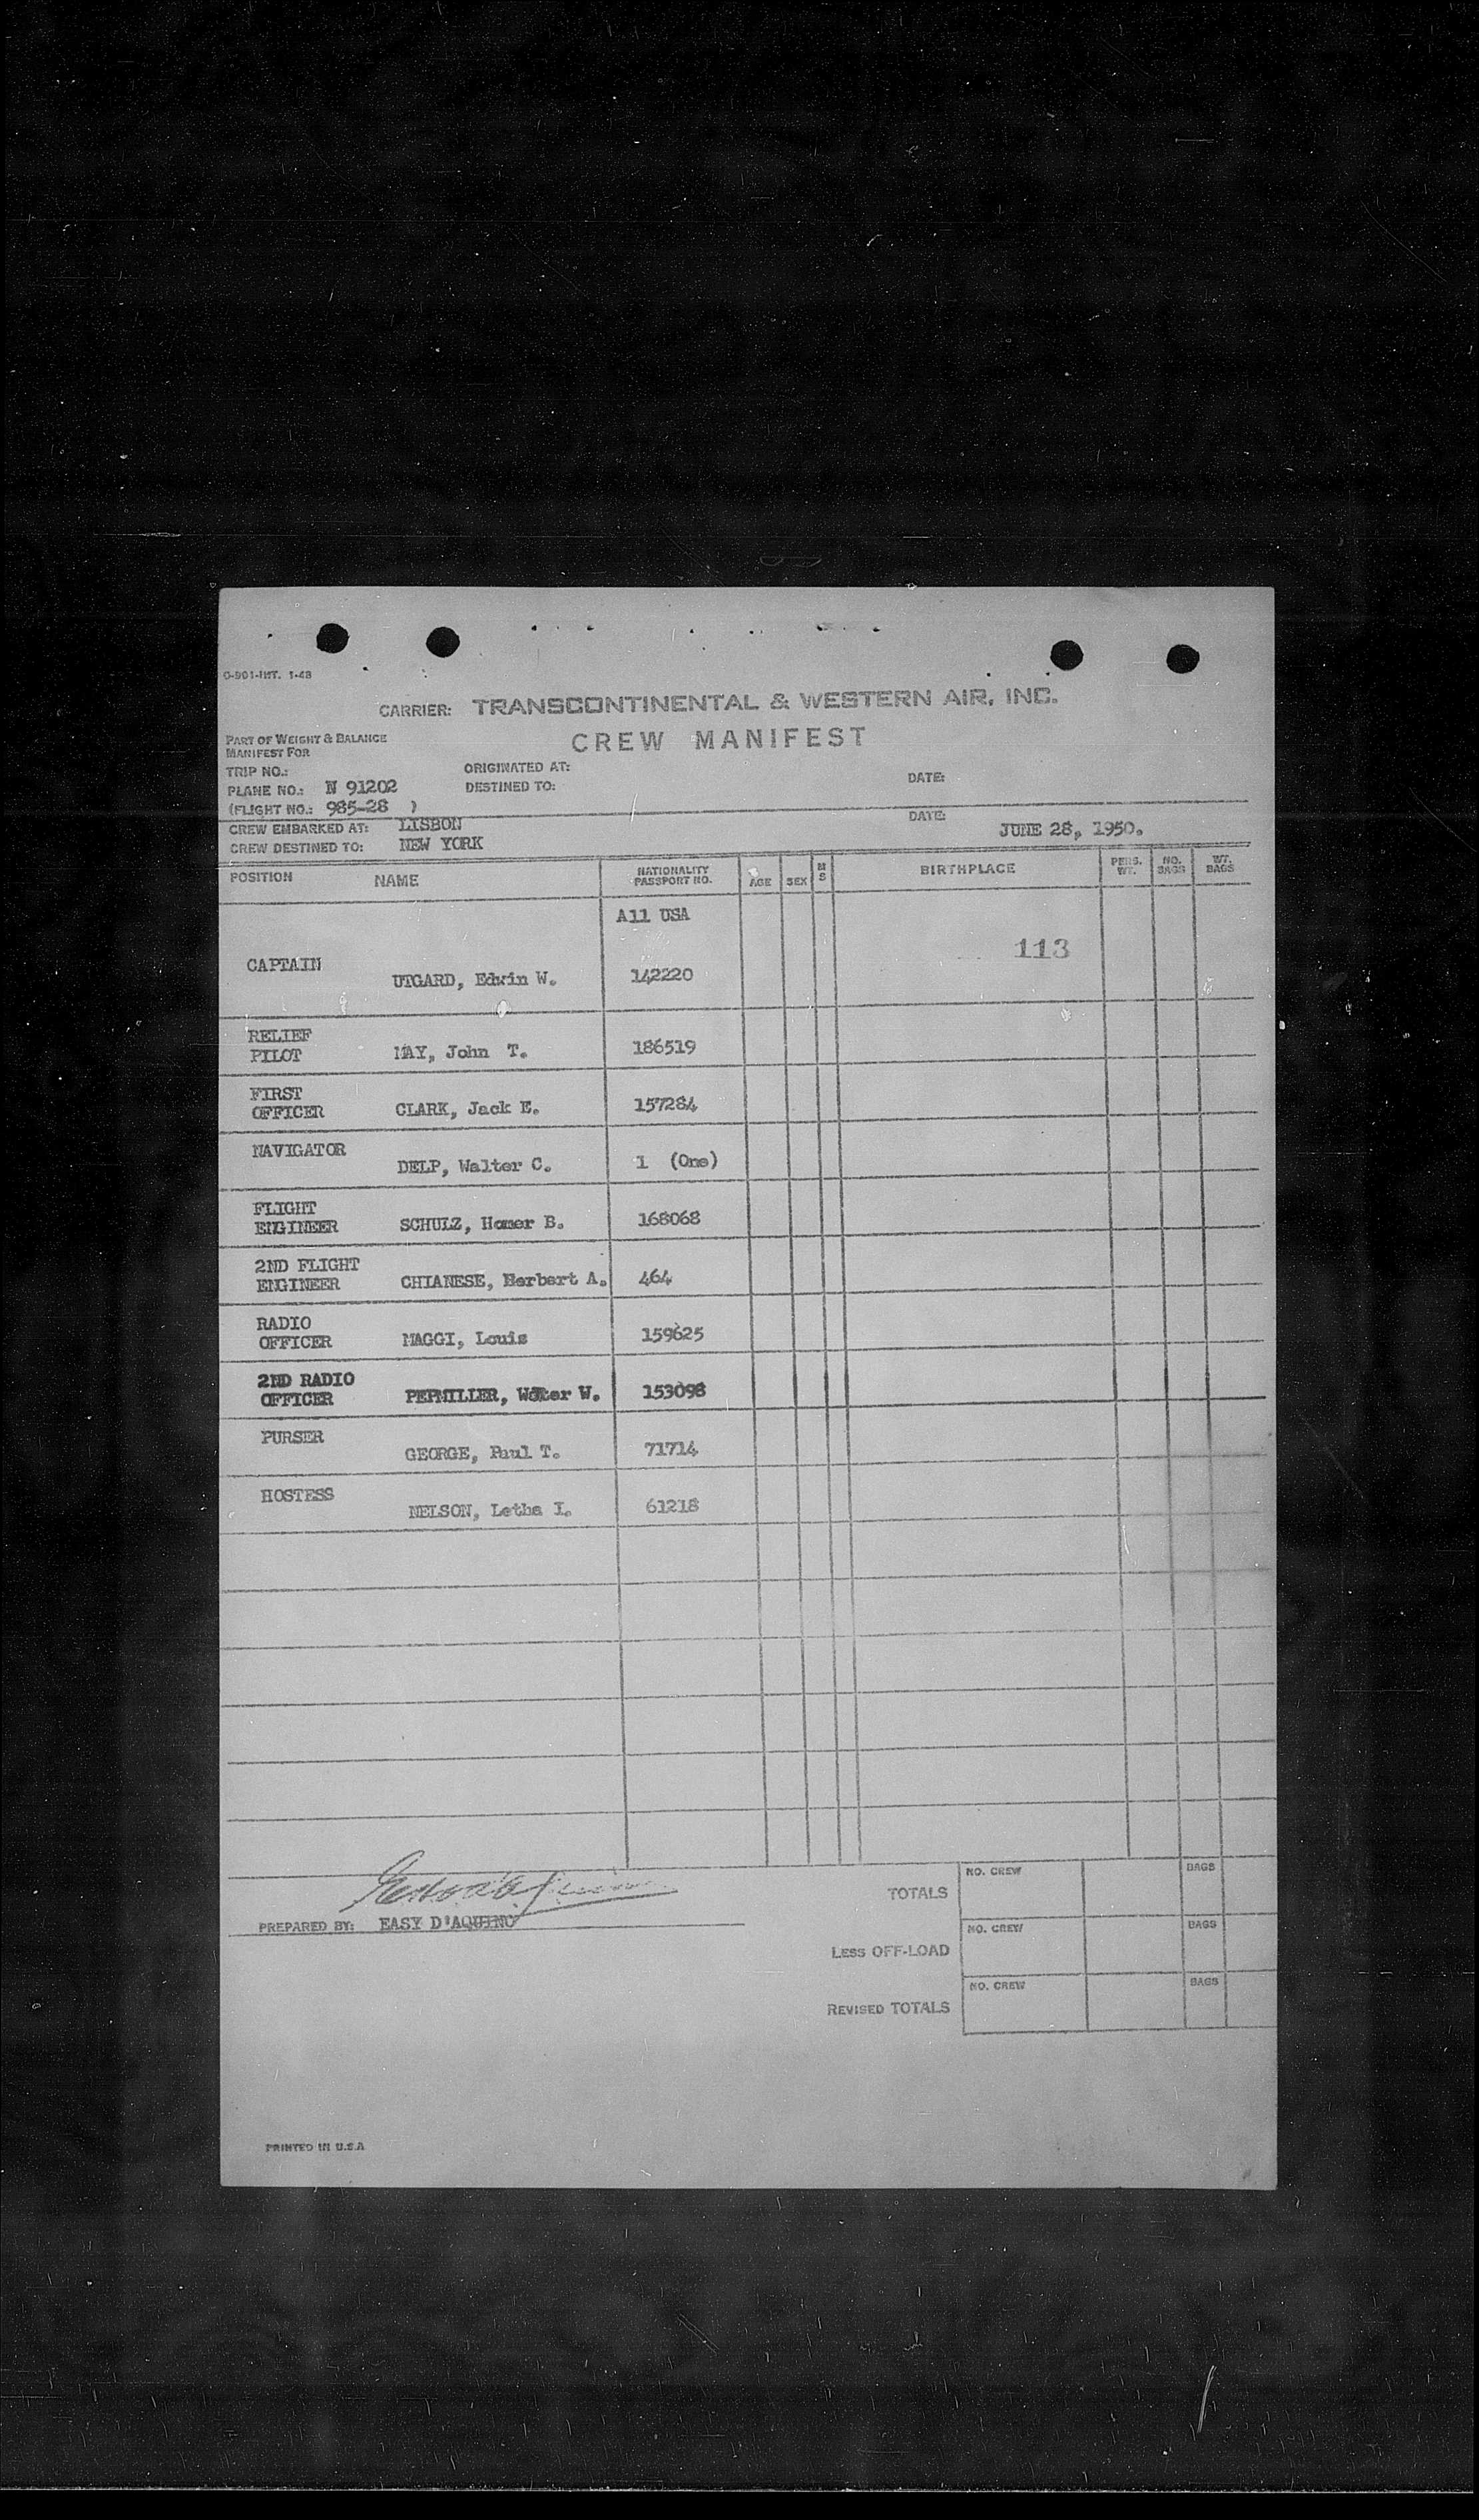 O-991-INT. 1-48
CARRIER: TRANSCONTINENTAL & WESTERN AIR, INC.
CREW MANIFEST
PART OF WEIGHT & BALANCE
MANIFEST FOR
TRIP NO.: ORIGINATED AT: DATE:
PLANE NO.: N 91202 DESTINED TO:
(FLIGHT NO.: 985-28 )
CREW EMBARKED AT: LISBON DATE: JUNE 28, 1950.
CREW DESTINED TO: NEW YORK
POSITION NAME NATIONALITY PASSPORT NO. AGE SEX M S BIRTHPLACE PERS. WT. NO. BAGS WT. BAGS
All USA
113
CAPTAIN UTGARD, Edwin W. 142220
RELIEF
PILOT MAY, John T. 186519
FIRST
OFFICER CLARK, Jack E. 157284
NAVIGATOR DELP, Walter C. 1 (One)
FLIGHT
ENGINEER SCHULZ, Homer B. 168068
2ND FLIGHT
ENGINEER CHIANESE, Herbert A. 464
RADIO
OFFICER MAGGI, Louis 159625
2ND RADIO
OFFICER PEPMILLER, W. 153098
PURSER GEORGE, Paul T. 71714
HOSTESS NELSON, Letha I. 61218
TOTALS NO. CREW BAGS
PREPARED BY: EASY D'AQUINO
LESS OFF-LOAD NO. CREW BAGS
REVISED TOTALS NO. CREW BAGS
PRINTED IN U.S.A